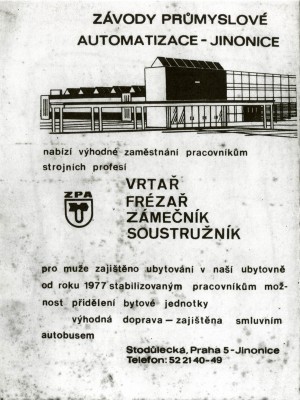 ZÁVODY PRŮMYSLOVÉ
AUTOMATIZACE – JINONICE
nabízí výhodné zaměstnání pracovníkům
strojních profesí
ZPA
VRTAŘ
FRÉZAŘ
ZÁMEČNÍK
SOUSTRUŽNÍK
pro muže zajištěno ubytování v naší ubytovně
od roku 1977 stabilizovaným pracovníkům mož-
nost přidělení bytové jednotky
výhodná doprava – zajištěna smluvním
autobusem
Stodůlecká, Praha 5-Jinonice
Telefon: 52 21 40-49